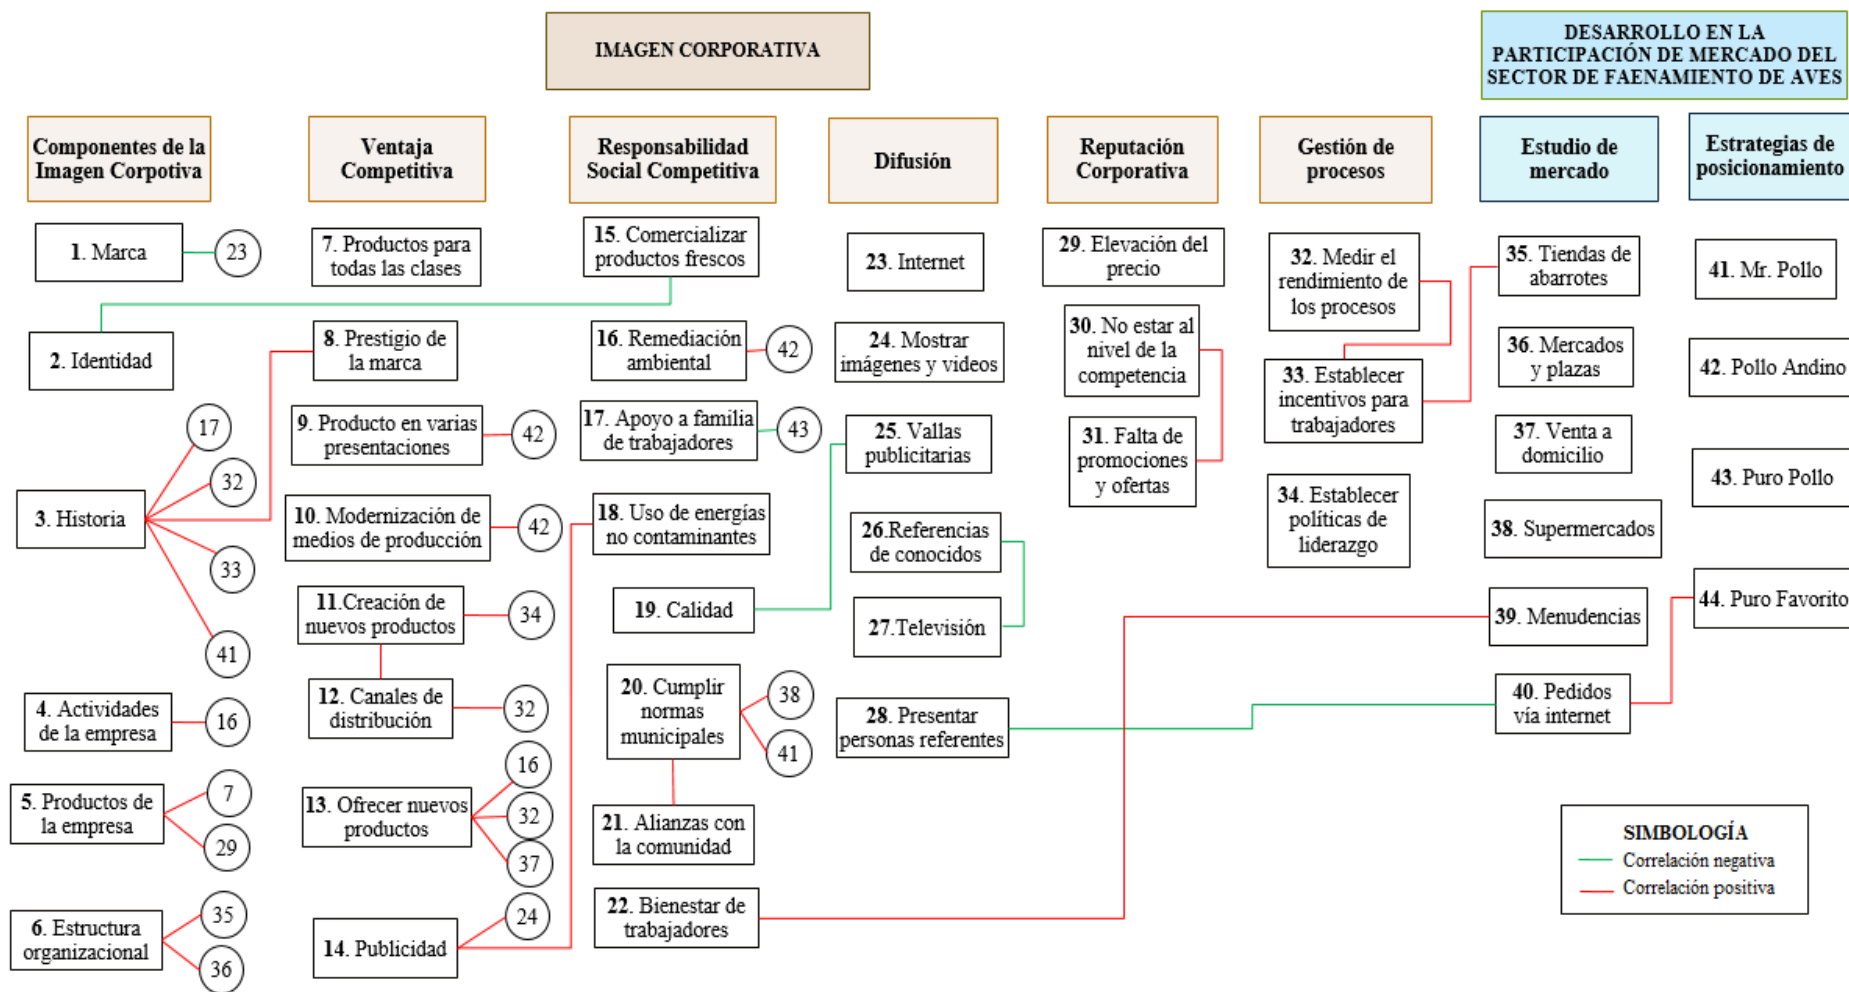 IMAGEN CORPORATIVA
DESARROLLO EN LA
PARTICIPACIÓN DE MERCADO DEL
SECTOR DE FAENAMIENTO DE AVES
Componentes de la
Imagen Corpotiva
Ventaja
Competitiva
Responsabilidad
Social Competitiva
Difusión
Reputación
Corporativa
Gestión de
procesos
Estudio de
mercado
Estrategias de
posicionamiento
1. Marca
23
2. Identidad
3. Historia
17
32
33
41
4. Actividades
de la empresa
16
5. Productos de
la empresa
7
29
6. Estructura
organizacional
35
36
7. Productos para
todas las clases
8. Prestigio de
la marca
9. Producto en varias
presentaciones
42
10. Modernización de
medios de producción
42
11.Creación de
nuevos productos
34
12. Canales de
distribución
32
13. Ofrecer nuevos
productos
16
32
37
14. Publicidad
24
15. Comercializar
productos frescos
16. Remediación
ambiental
42
17. Apoyo a familia
de trabajadores
43
18. Uso de energías
no contaminantes
19. Calidad
20. Cumplir
normas
municipales
38
41
21. Alianzas con
la comunidad
22. Bienestar de
trabajadores
23. Internet
24. Mostrar
imágenes y videos
25. Vallas
publicitarias
26.Referencias
de conocidos
27.Televisión
28. Presentar
personas referentes
29. Elevación del
precio
30. No estar al
nivel de la
competencia
31. Falta de
promociones
y ofertas
32. Medir el
rendimiento de
los procesos
33. Establecer
incentivos para
trabajadores
34. Establecer
políticas de
liderazgo
35. Tiendas de
abarrotes
36. Mercados
y plazas
37. Venta a
domicilio
38. Supermercados
39. Menudencias
40. Pedidos
vía internet
41. Mr. Pollo
42. Pollo Andino
43. Puro Pollo
44. Puro Favorito
SIMBOLOGÍA
Correlación negativa
Correlación positiva